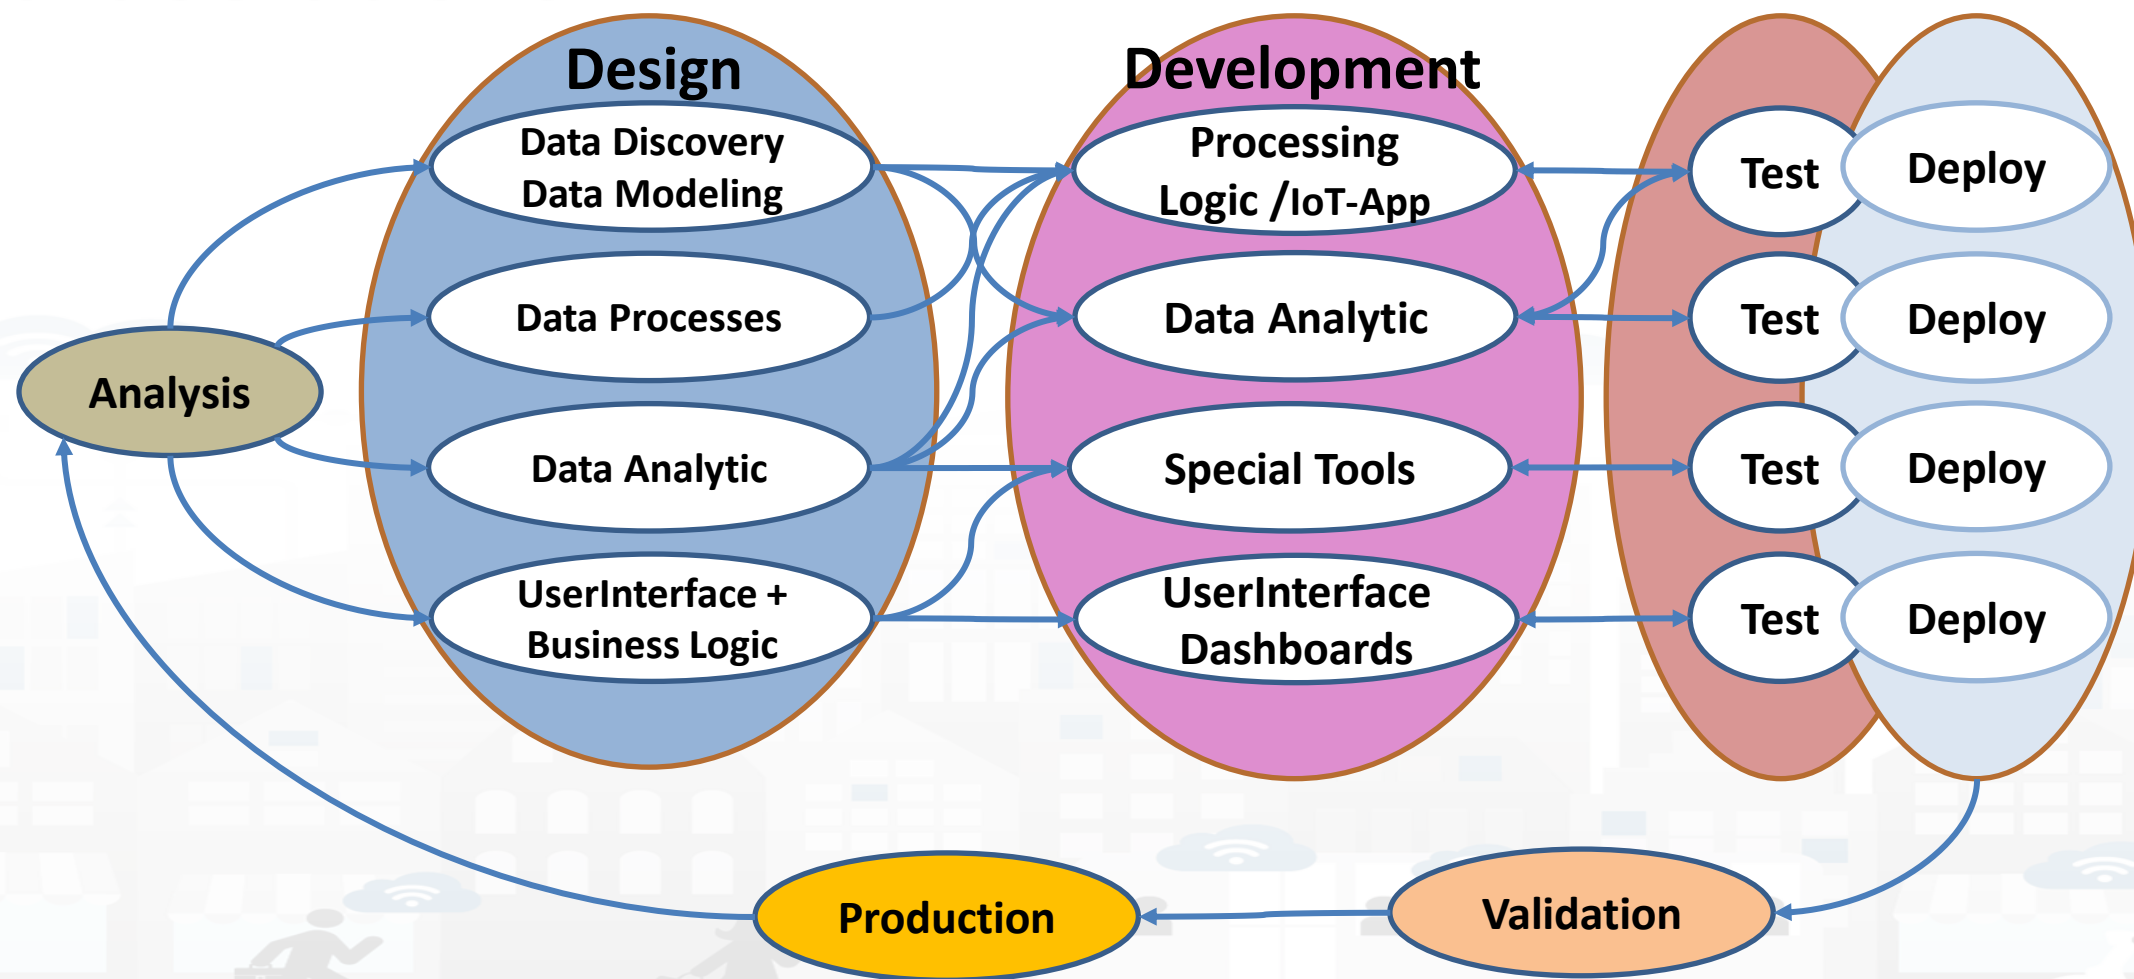 Design
Development
Data Discovery
Data Modeling
Processing
Logic /IoT-App
Test
Deploy
Data Processes
Data Analytic
Test
Deploy
Analysis
Data Analytic
Special Tools
Test
Deploy
UserInterface +
Business Logic
UserInterface
Dashboards
Test
Deploy
Production
Validation